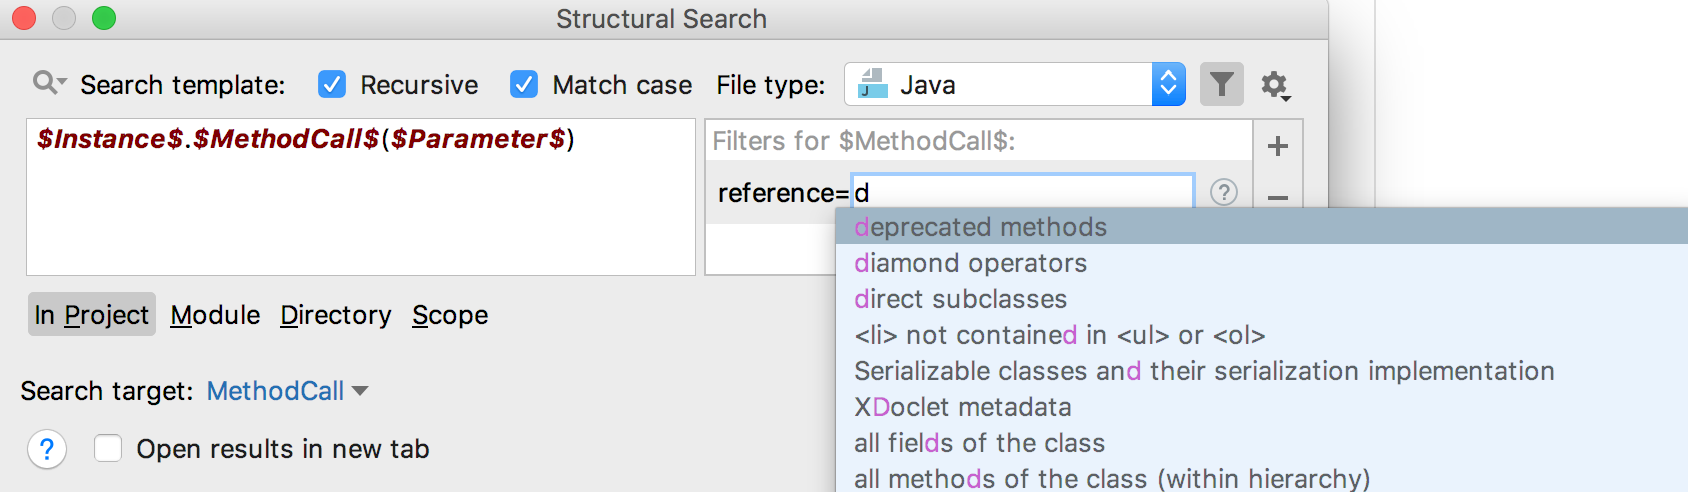 Structural Search
Search template: Recursive Match case File type: Java
$Instance$.$MethodCall$($Parameter$)
Filters for $MethodCall$:
reference=d
deprecated methods
diamond operators
direct subclasses
<li> not contained in <ul> or <ol>
Serializable classes and their serialization implementation
XDoclet metadata
all fields of the class
all methods of the class (within hierarchy)
In Project Module Directory Scope
Search target: MethodCall
Open results in new tab